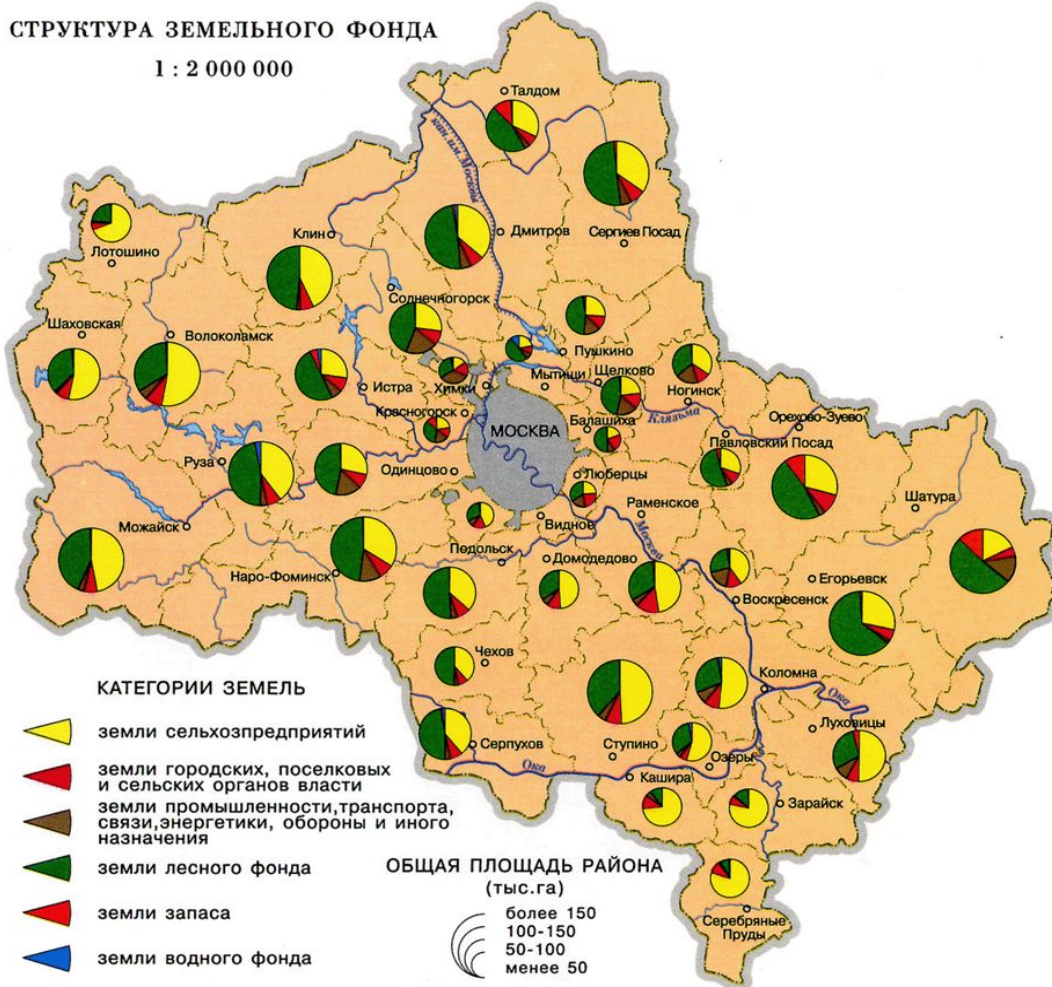 СТРУКТУРА ЗЕМЕЛЬНОГО ФОНДА
1 : 2 000 000
Талдом
кан. им. Москвы
Дмитров
Сергиев Посад
Клин
Лотошино
Солнечногорск
Шаховская
Волоколамск
Пушкино
Истра
Химки
Мытищи
Щелково
Ногинск
Красногорск
Клязьма
Орехово-Зуево
Балашиха
МОСКВА
Павловский Посад
Руза
Одинцово
Люберцы
Шатура
Раменское
Можайск
Видное
Москва
Подольск
Домодедово
Наро-Фоминск
Егорьевск
Воскресенск
Чехов
Коломна
Ока
Луховицы
Серпухов
Ступино
Озеры
Ока
Кашира
Зарайск
Серебряные
Пруды
КАТЕГОРИИ ЗЕМЕЛЬ
земли сельхозпредприятий
земли городских, поселковых
и сельских органов власти
земли промышленности,транспорта,
связи,энергетики, обороны и иного
назначения
земли лесного фонда
земли запаса
земли водного фонда
ОБЩАЯ ПЛОЩАДЬ РАЙОНА
(тыс.га)
более 150
100-150
50-100
менее 50